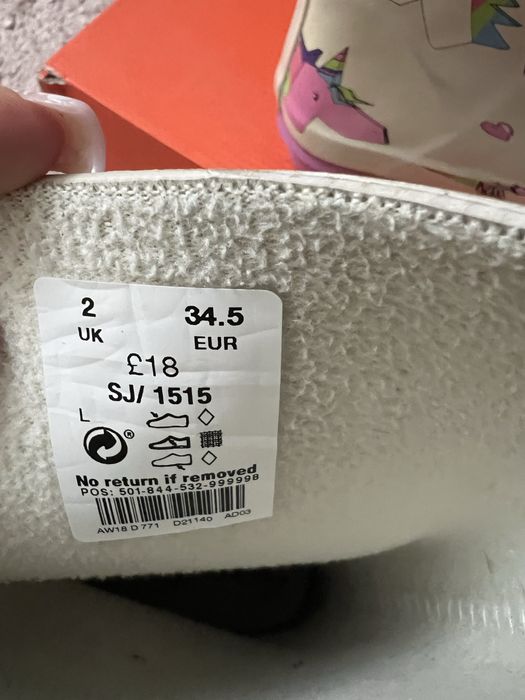 2 34.5
UK EUR
£18
SJ/ 1515
L
®
No return if removed
POS: 501-844-532-999998
AW18 D 771 D21140 AD03